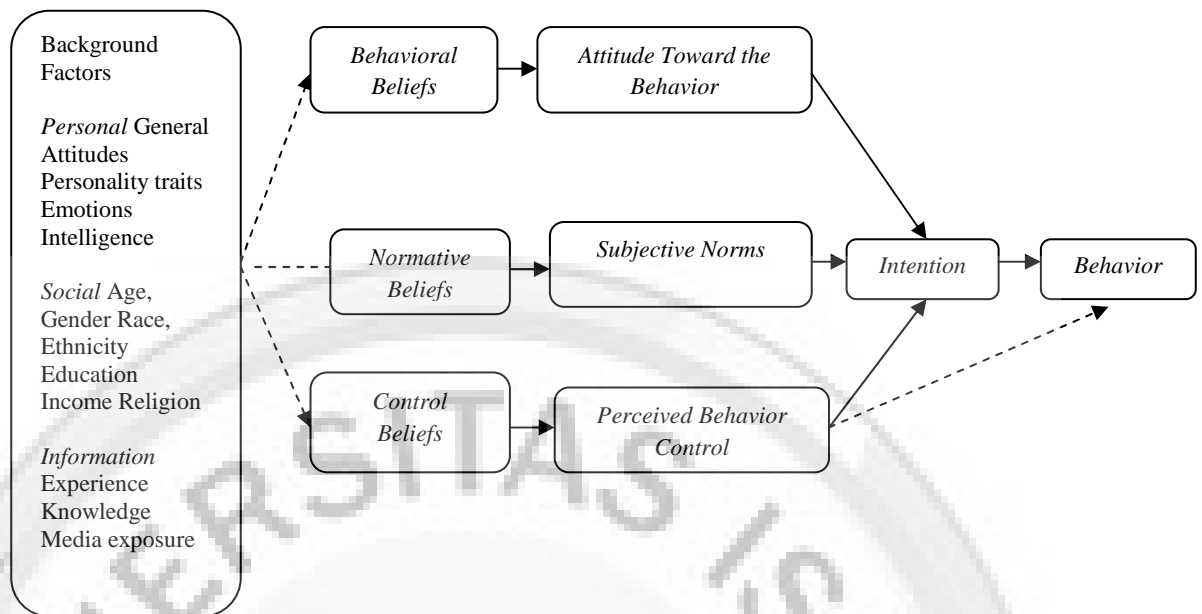 Background
Factors
Personal General
Attitudes
Personality traits
Emotions
Intelligence
Social Age,
Gender Race,
Ethnicity
Education
Income Religion
Information
Experience
Knowledge
Media exposure
Behavioral
Beliefs
Attitude Toward the
Behavior
Normative
Beliefs
Subjective Norms
Intention
Behavior
Control
Beliefs
Perceived Behavior
Control
ERSITAS IS